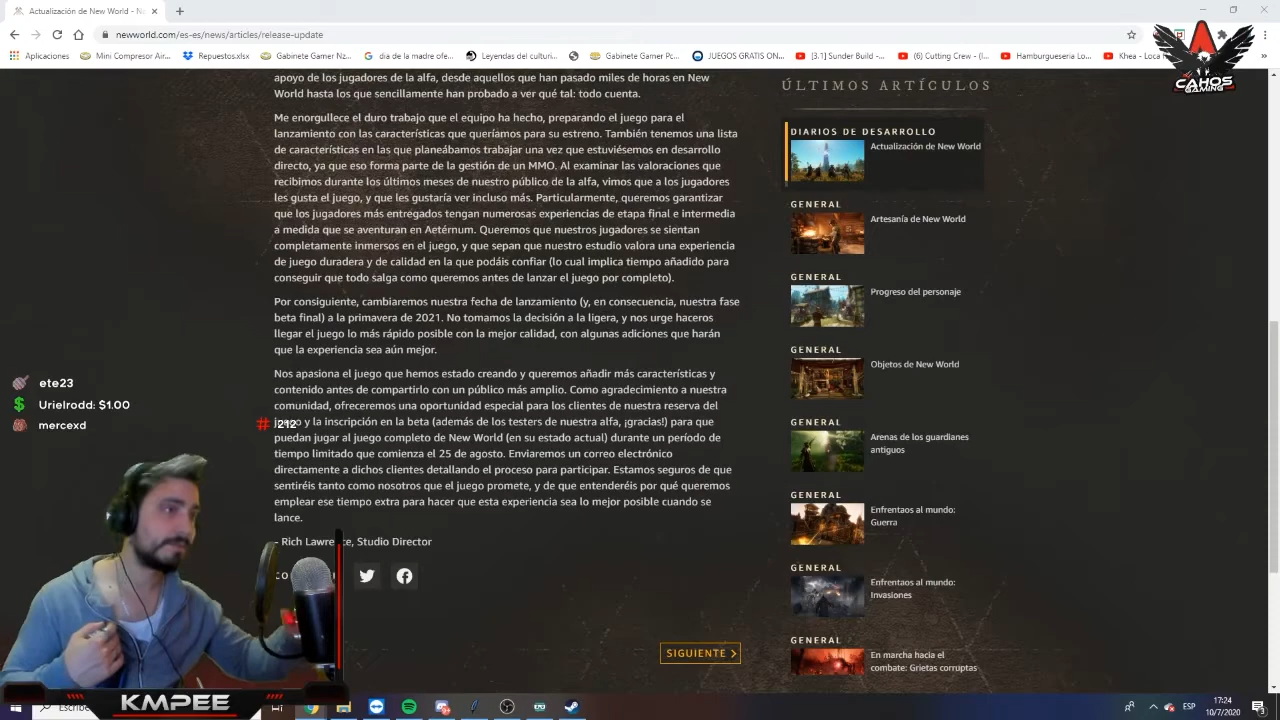 Actualización de New World - Ne
newworld.com/es-es/news/articles/release-update
Aplicaciones
Mini Compresor Air...
Repuestos.xlsx
Gabinete Gamer Nz...
dia de la madre ofe...
Leyendas del culturi...
Gabinete Gamer Pc...
JUEGOS GRATIS ON...
[3.1] Sunder Build -...
(6) Cutting Crew - (...
Hamburgueseria Lo...
Khea - Loca
CAHOS
GAMING
apoyo de los jugadores de la alfa, desde aquellos que han pasado miles de horas en New
World hasta los que sencillamente han probado a ver qué tal: todo cuenta.
Me enorgullece el duro trabajo que el equipo ha hecho, preparando el juego para el
lanzamiento con las características que queríamos para su estreno. También tenemos una lista
de características en las que planeábamos trabajar una vez que estuviésemos en desarrollo
directo, ya que eso forma parte de la gestión de un MMO. Al examinar las valoraciones que
recibimos durante los últimos meses de nuestro público de la alfa, vimos que a los jugadores
les gusta el juego, y que les gustaría ver incluso más. Particularmente, queremos garantizar
que los jugadores más entregados tengan numerosas experiencias de etapa final e intermedia
a medida que se aventuran en Aetérnum. Queremos que nuestros jugadores se sientan
completamente inmersos en el juego, y que sepan que nuestro estudio valora una experiencia
de juego duradera y de calidad en la que podáis confiar (lo cual implica tiempo añadido para
conseguir que todo salga como queremos antes de lanzar el juego por completo).
Por consiguiente, cambiaremos nuestra fecha de lanzamiento (y, en consecuencia, nuestra fase
beta final) a la primavera de 2021. No tomamos la decisión a la ligera, y nos urge haceros
llegar el juego lo más rápido posible con la mejor calidad, con algunas adiciones que harán
que la experiencia sea aún mejor.
Nos apasiona el juego que hemos estado creando y queremos añadir más características y
contenido antes de compartirlo con un público más amplio. Como agradecimiento a nuestra
comunidad, ofreceremos una oportunidad especial para los clientes de nuestra reserva del
juego y la inscripción en la beta (además de los testers de nuestra alfa, ¡gracias!) para que
puedan jugar al juego completo de New World (en su estado actual) durante un período de
tiempo limitado que comienza el 25 de agosto. Enviaremos un correo electrónico
directamente a dichos clientes detallando el proceso para participar. Estamos seguros de que
sentiréis tanto como nosotros que el juego promete, y de que entenderéis por qué queremos
emplear ese tiempo extra para hacer que esta experiencia sea lo mejor posible cuando se
lance.
- Rich Lawrence, Studio Director
SIGUIENTE
ÚLTIMOS ARTÍCULOS
DIARIOS DE DESARROLLO
Actualización de New World
GENERAL
Artesanía de New World
GENERAL
Progreso del personaje
GENERAL
Objetos de New World
GENERAL
Arenas de los guardianes
antiguos
GENERAL
Enfrentaos al mundo:
Guerra
GENERAL
Enfrentaos al mundo:
Invasiones
GENERAL
En marcha hacia el
combate: Grietas corruptas
ete23
Urielrodd: $1.00
mercexd
# 212
KMPEE
Escribe
ESP
17:24
10/7/2020